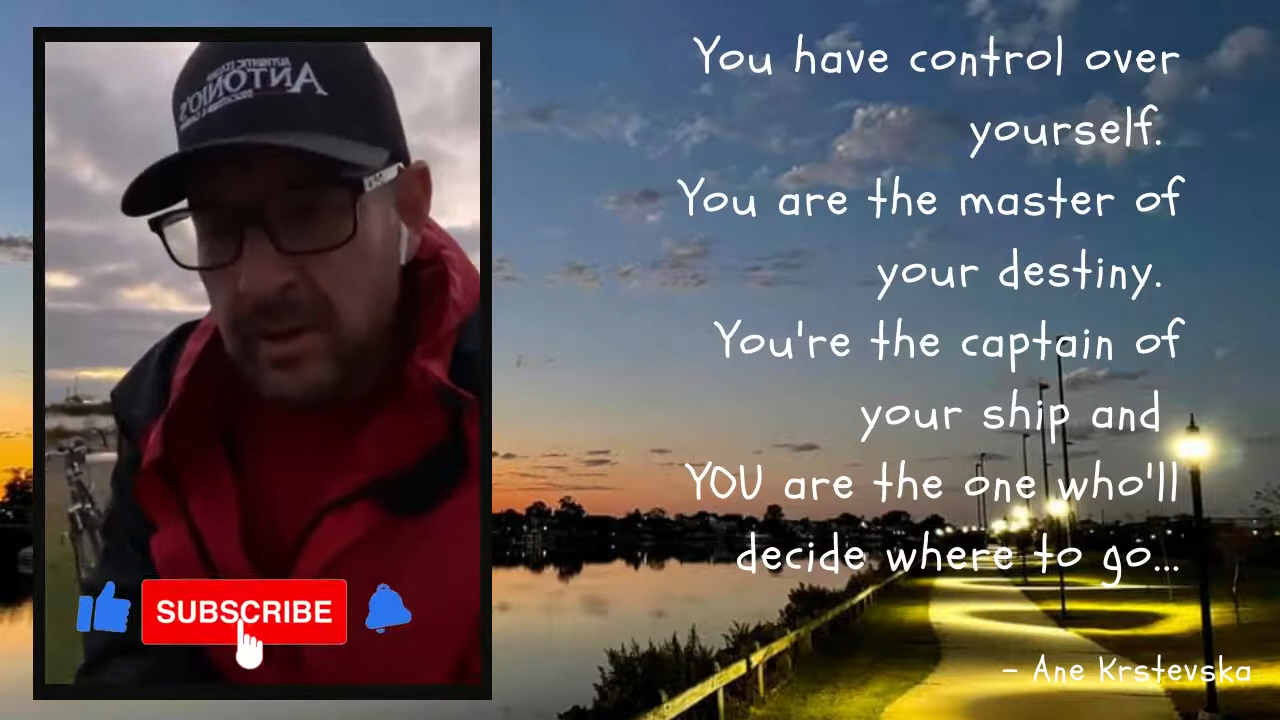 AUTHENTIC ITALIAN
ANTONIO'S
SUBSCRIBE
You have control over
yourself.
You are the master of
your destiny.
You're the captain of
your ship and
YOU are the one who'll
decide where to go...
- Ane Krstevska